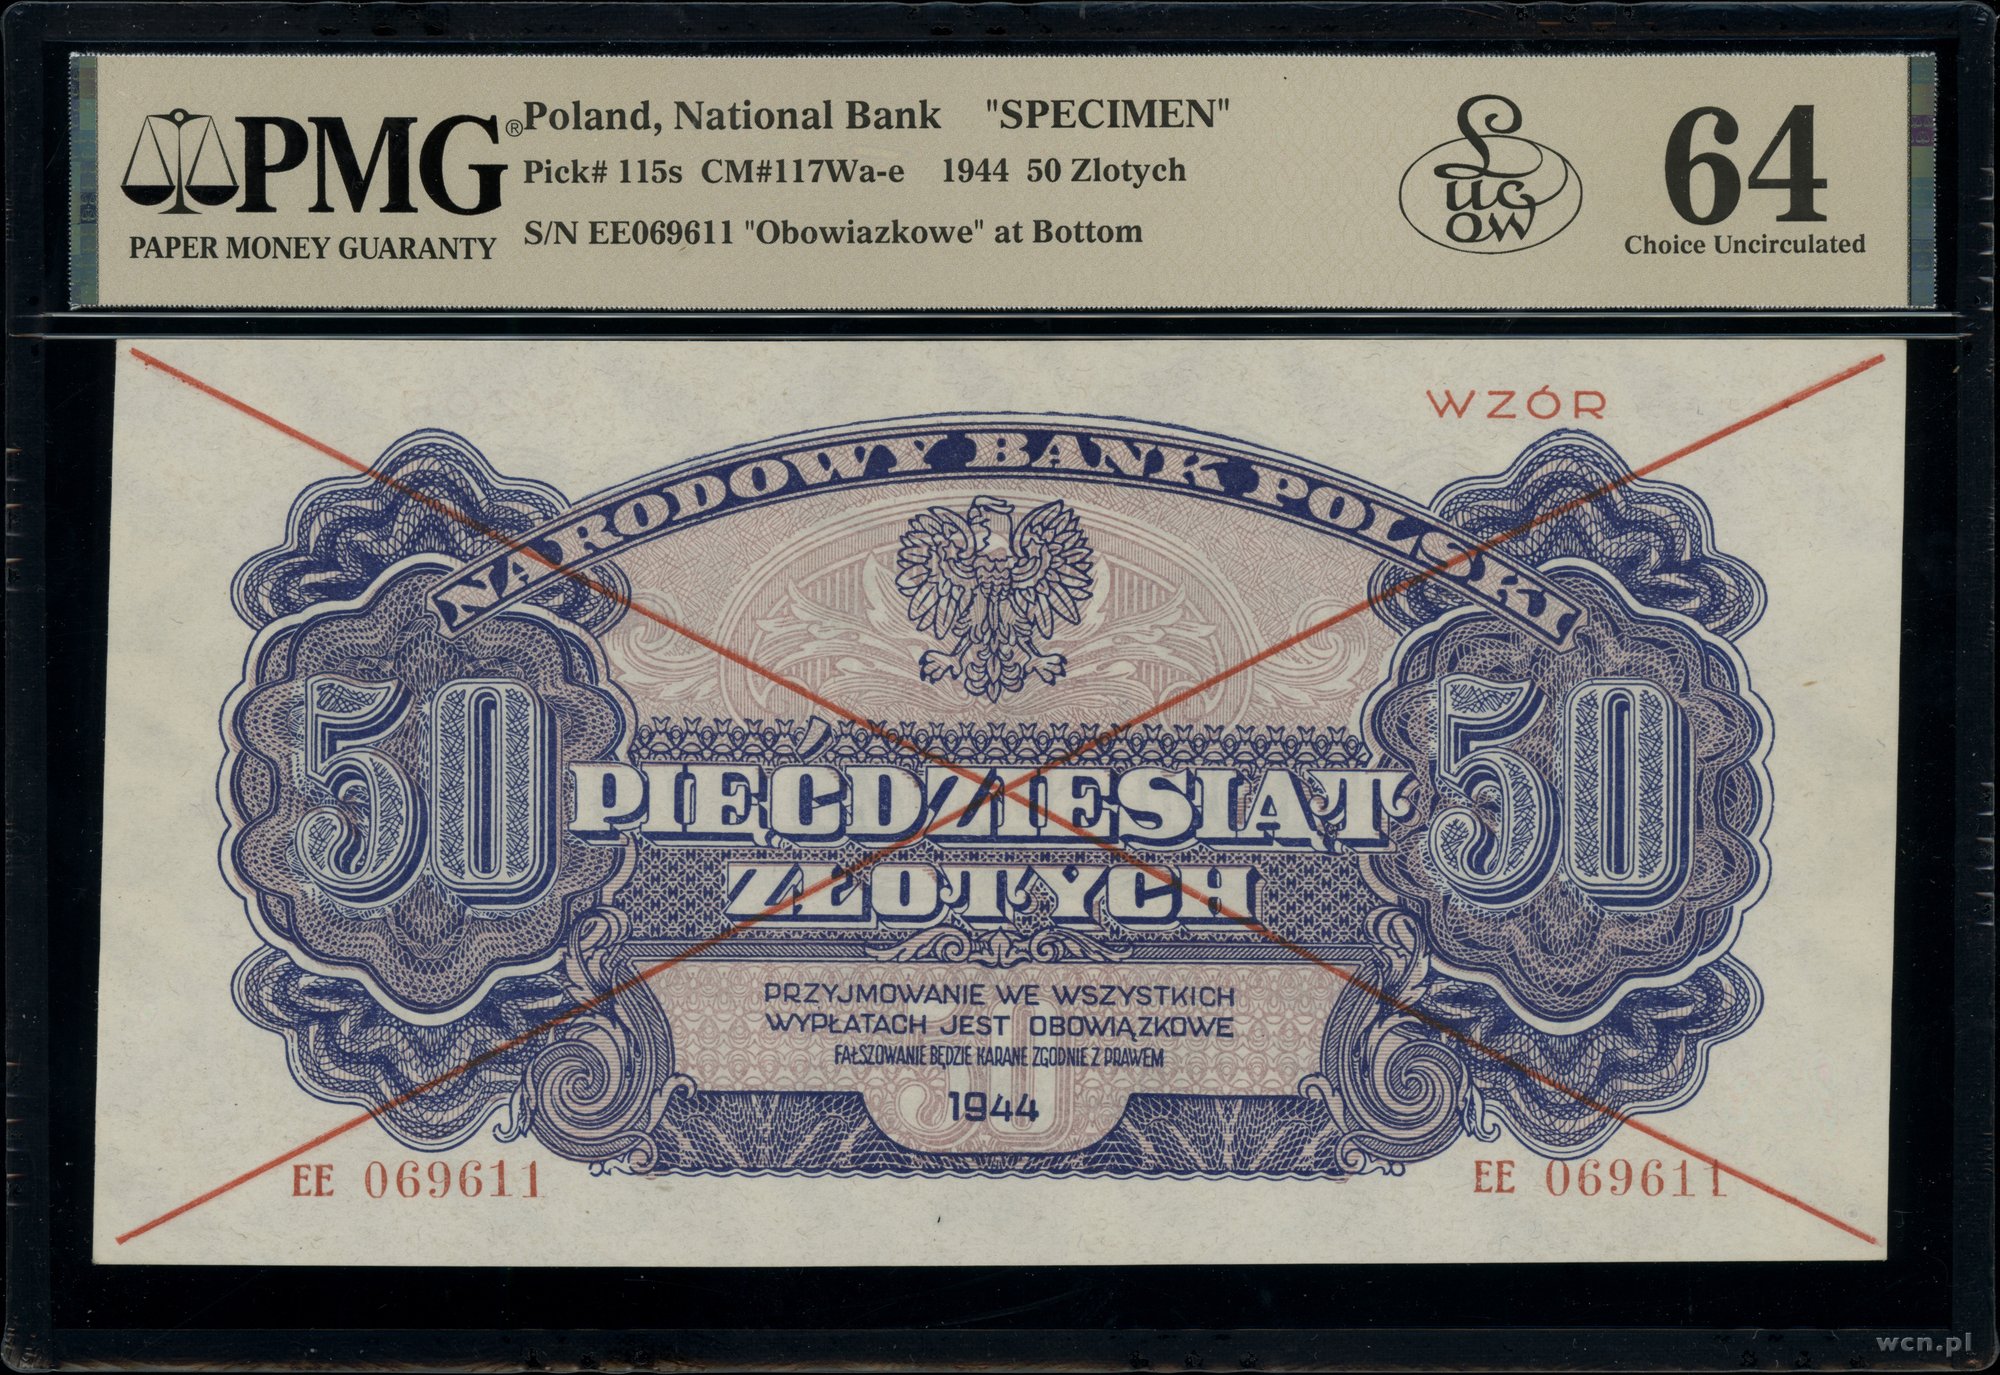 PMG®
PAPER MONEY GUARANTY
Poland, National Bank "SPECIMEN"
Pick# 115s CM#117Wa-e 1944 50 Zlotych
S/N EE069611 "Obowiazkowe" at Bottom
Lucow
64
Choice Uncirculated
WZÓR
NARODOWY BANK POLSKI
50
50
PIĘĆDZIESIĄT
ZŁOTYCH
PRZYJMOWANIE WE WSZYSTKICH
WYPŁATACH JEST OBOWIĄZKOWE
FAŁSZOWANIE BĘDZIE KARANE ZGODNIE Z PRAWEM
50
1944
EE 069611
EE 069611
wcn.pl